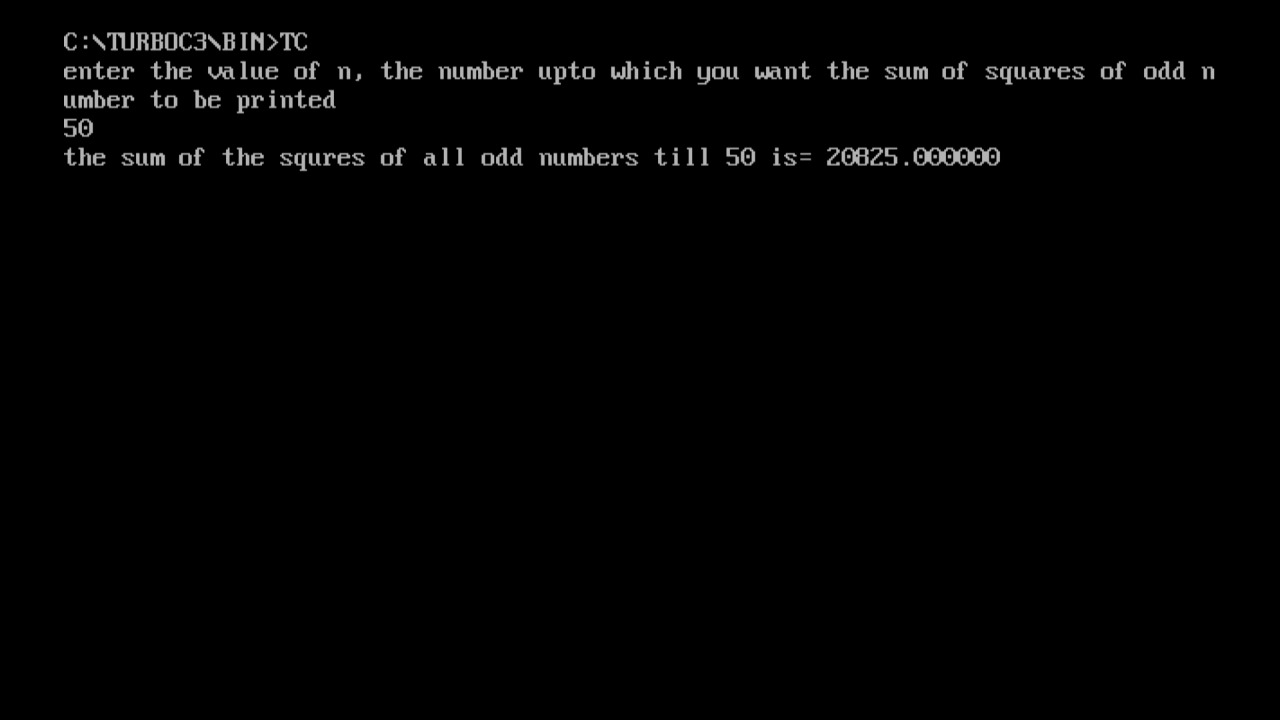 C:\TURBOC3\BIN>TC
enter the value of n, the number upto which you want the sum of squares of odd n
umber to be printed
50
the sum of the squres of all odd numbers till 50 is= 20825.000000